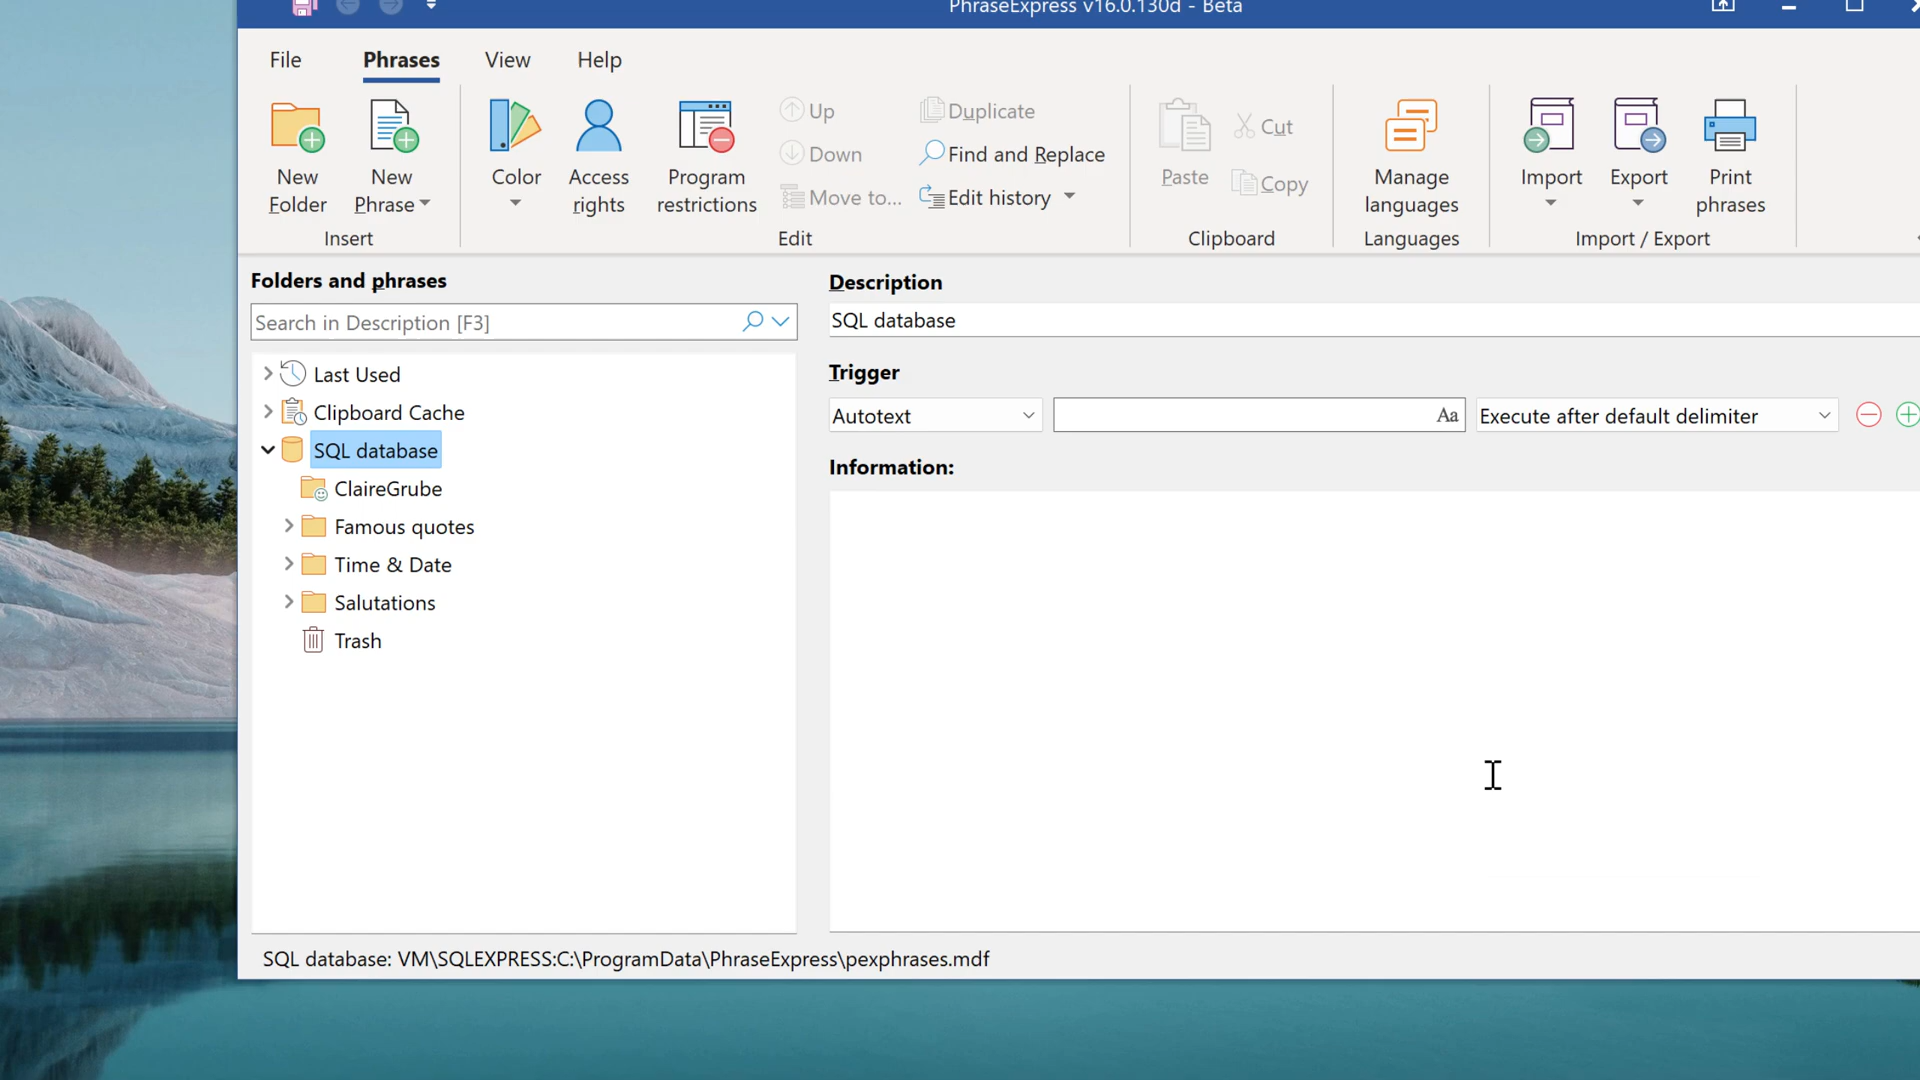 PhraseExpress v16.0.130d - Beta
File Phrases View Help
New Folder
New Phrase
Insert
Color
Access rights
Program restrictions
Up
Down
Move to...
Duplicate
Find and Replace
Edit history
Edit
Paste
Cut
Copy
Clipboard
Manage languages
Languages
Import
Export
Print phrases
Import / Export
Folders and phrases
Search in Description [F3]
Last Used
Clipboard Cache
SQL database
ClaireGrube
Famous quotes
Time & Date
Salutations
Trash
Description
SQL database
Trigger
Autotext
Aa
Execute after default delimiter
Information:
SQL database: VM\SQLEXPRESS:C:\ProgramData\PhraseExpress\pexphrases.mdf